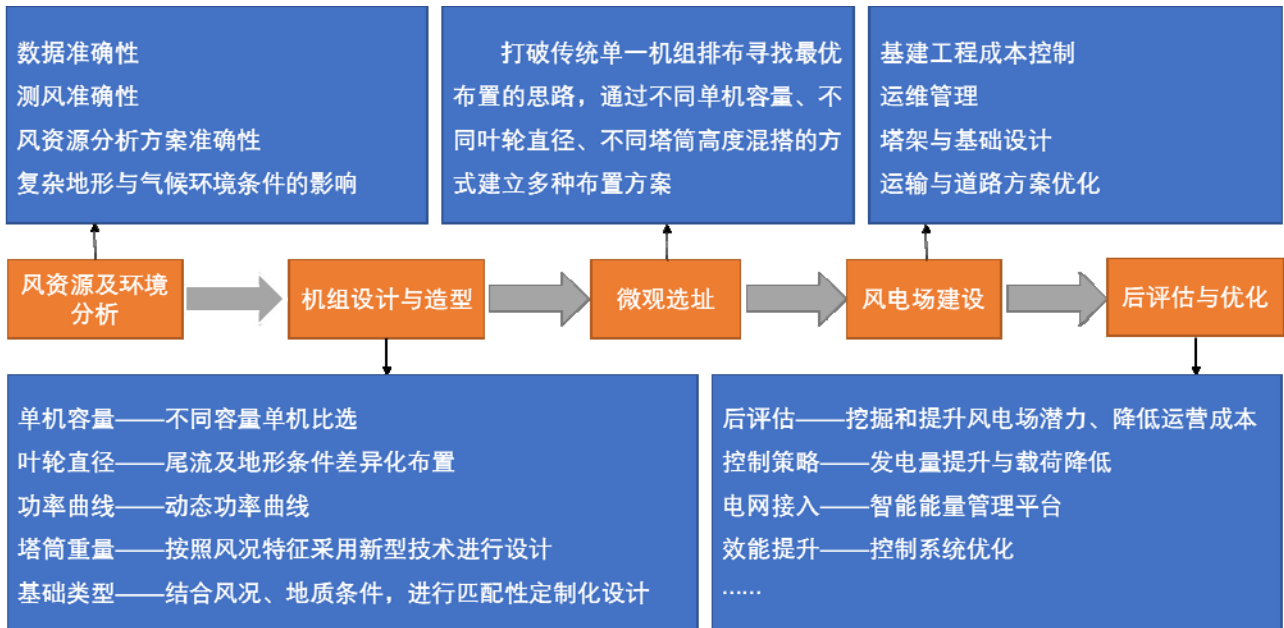 数据准确性
测风准确性
风资源分析方案准确性
复杂地形与气候环境条件的影响
打破传统单一机组排布寻找最优
布置的思路，通过不同单机容量、不
同叶轮直径、不同塔筒高度混搭的方
式建立多种布置方案
基建工程成本控制
运维管理
塔架与基础设计
运输与道路方案优化
风资源及环境
分析
机组设计与造型
微观选址
风电场建设
后评估与优化
单机容量——不同容量单机比选
叶轮直径——尾流及地形条件差异化布置
功率曲线——动态功率曲线
塔筒重量——按照风况特征采用新型技术进行设计
基础类型——结合风况、地质条件，进行匹配性定制化设计
后评估——挖掘和提升风电场潜力、降低运营成本
控制策略——发电量提升与载荷降低
电网接入——智能能量管理平台
效能提升——控制系统优化
……